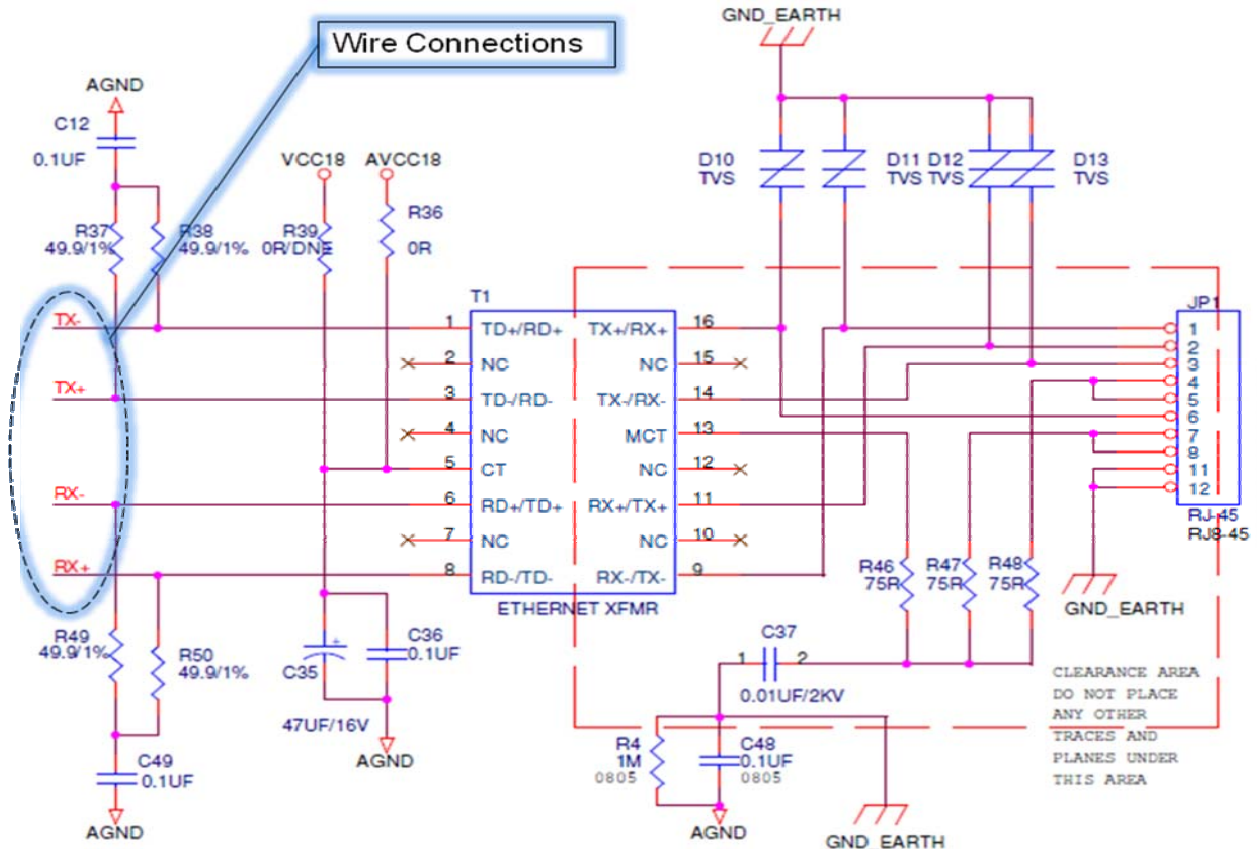 GND_EARTH
Wire Connections
AGND
C12
0.1UF
VCC18
AVCC18
D10
TVS
D11
TVS
D12
TVS
D13
TVS
R37
49.9/1%
R38
49.9/1%
R39
0R/DNE
R36
0R
T1
JP1
TX-
1
TD+/RD+
TX+/RX+
16
1
2
NC
NC
15
2
3
TX+
3
TD-/RD-
TX-/RX-
14
4
5
6
4
NC
MCT
13
7
8
5
CT
NC
12
11
RX-
6
RD+/TD+
RX+/TX+
11
12
RJ-45
RJ8-45
7
NC
NC
10
RX+
8
RD-/TD-
RX-/TX-
9
ETHERNET XFMR
R46
75R
R47
75R
R48
75R
GND_EARTH
R49
49.9/1%
R50
49.9/1%
C35
47UF/16V
C36
0.1UF
C37
1
2
0.01UF/2KV
CLEARANCE AREA
DO NOT PLACE
ANY OTHER
TRACES AND
PLANES UNDER
THIS AREA
R4
1M
0805
C48
0.1UF
0805
AGND
C49
0.1UF
AGND
AGND
GND_EARTH